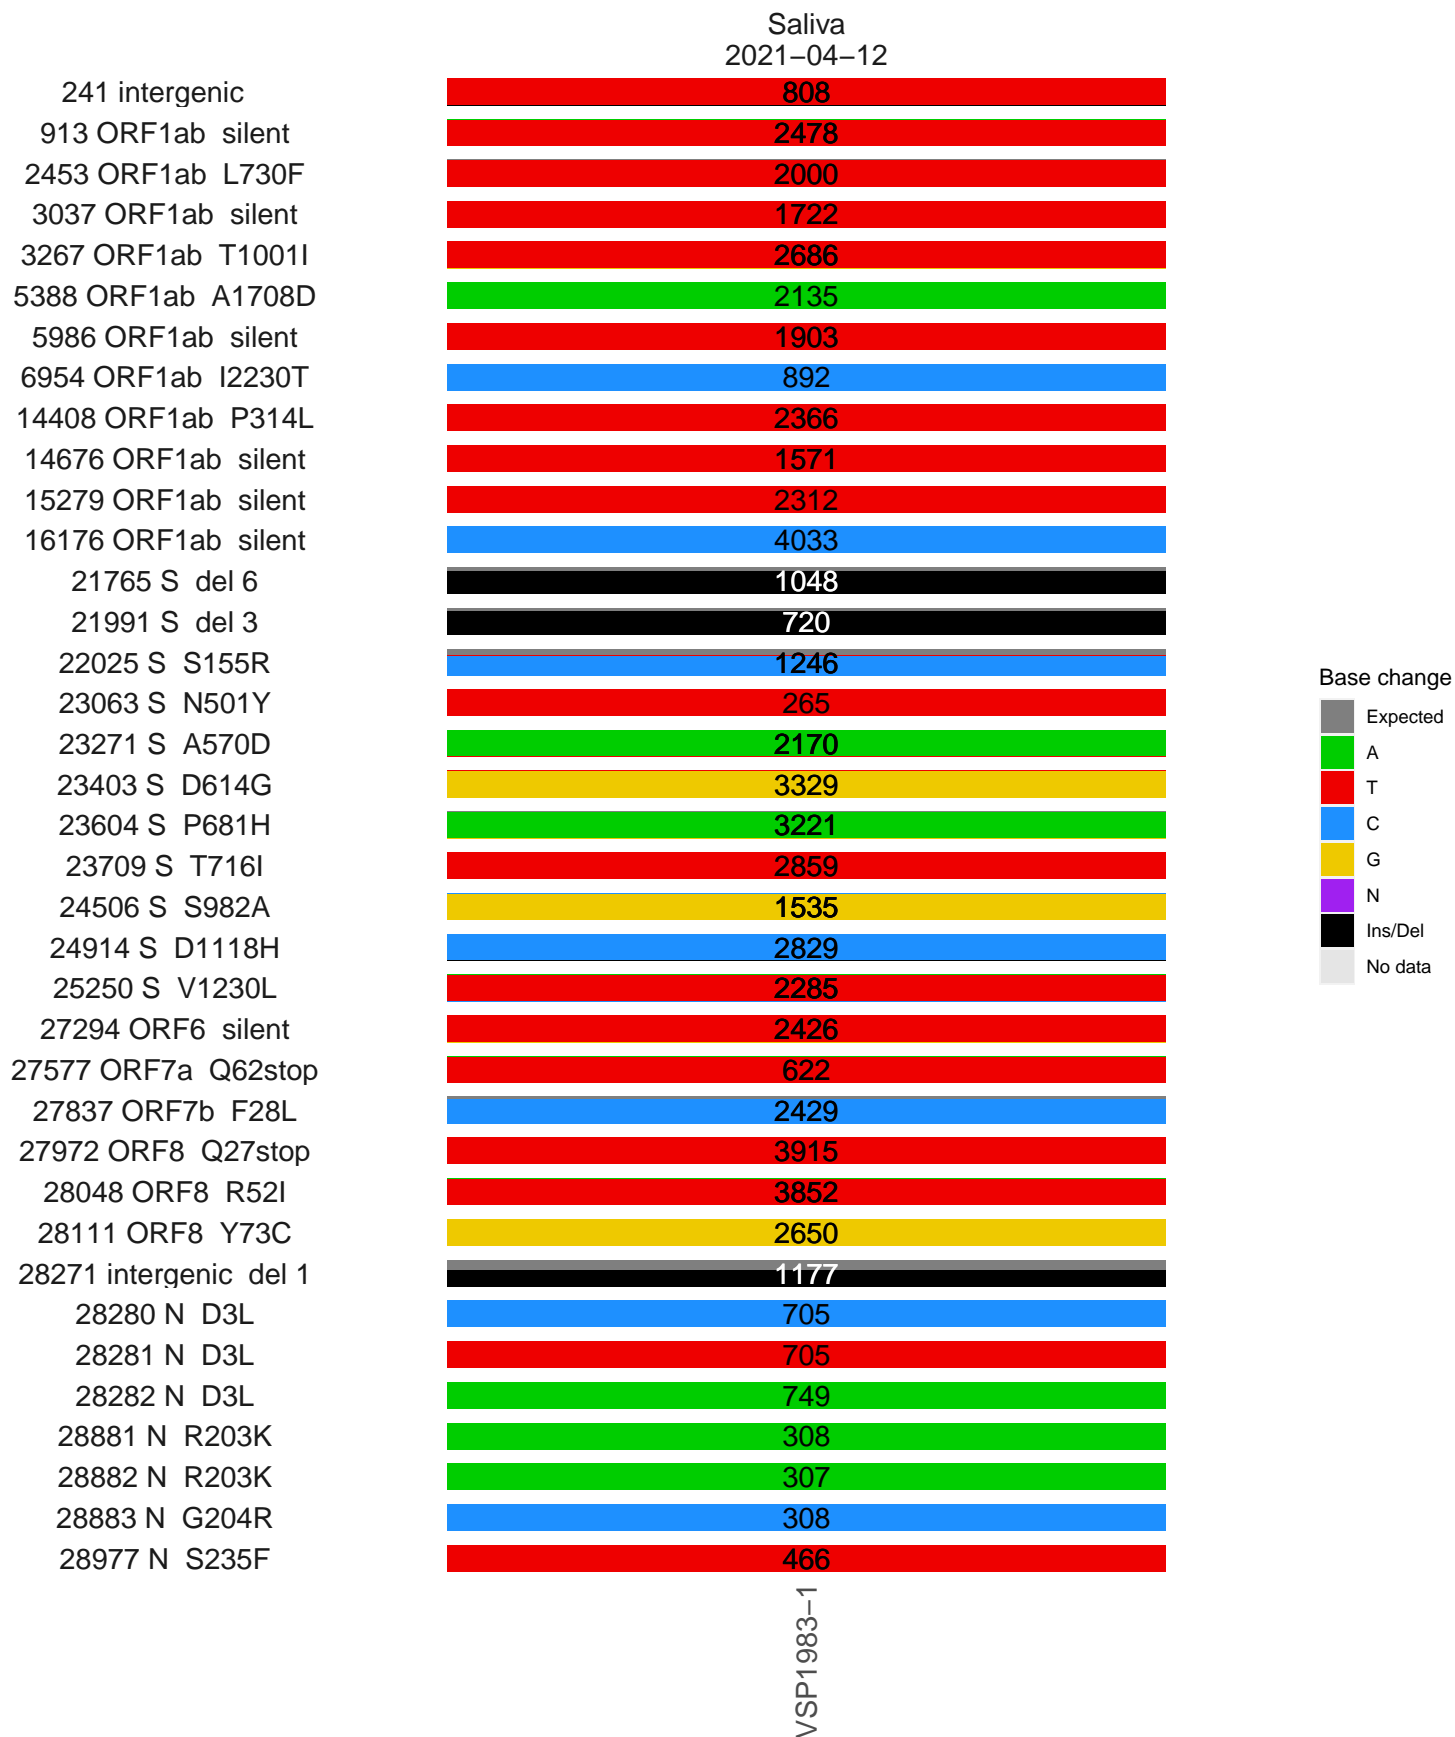 Saliva
2021−04−12
241 intergenic 808
913 ORF1ab silent 2478
2453 ORF1ab L730F 2000
3037 ORF1ab silent 1722
3267 ORF1ab T1001I 2686
5388 ORF1ab A1708D 2135
5986 ORF1ab silent 1903
6954 ORF1ab I2230T 892
14408 ORF1ab P314L 2366
14676 ORF1ab silent 1571
15279 ORF1ab silent 2312
16176 ORF1ab silent 4033
21765 S del 6 1048
21991 S del 3 720
22025 S S155R 1246
23063 S N501Y 265
23271 S A570D 2170
23403 S D614G 3329
23604 S P681H 3221
23709 S T716I 2859
24506 S S982A 1535
24914 S D1118H 2829
25250 S V1230L 2285
27294 ORF6 silent 2426
27577 ORF7a Q62stop 622
27837 ORF7b F28L 2429
27972 ORF8 Q27stop 3915
28048 ORF8 R52I 3852
28111 ORF8 Y73C 2650
28271 intergenic del 1 1177
28280 N D3L 705
28281 N D3L 705
28282 N D3L 749
28881 N R203K 308
28882 N R203K 307
28883 N G204R 308
28977 N S235F 466
VSP1983−1
Base change
Expected
A
T
C
G
N
Ins/Del
No data